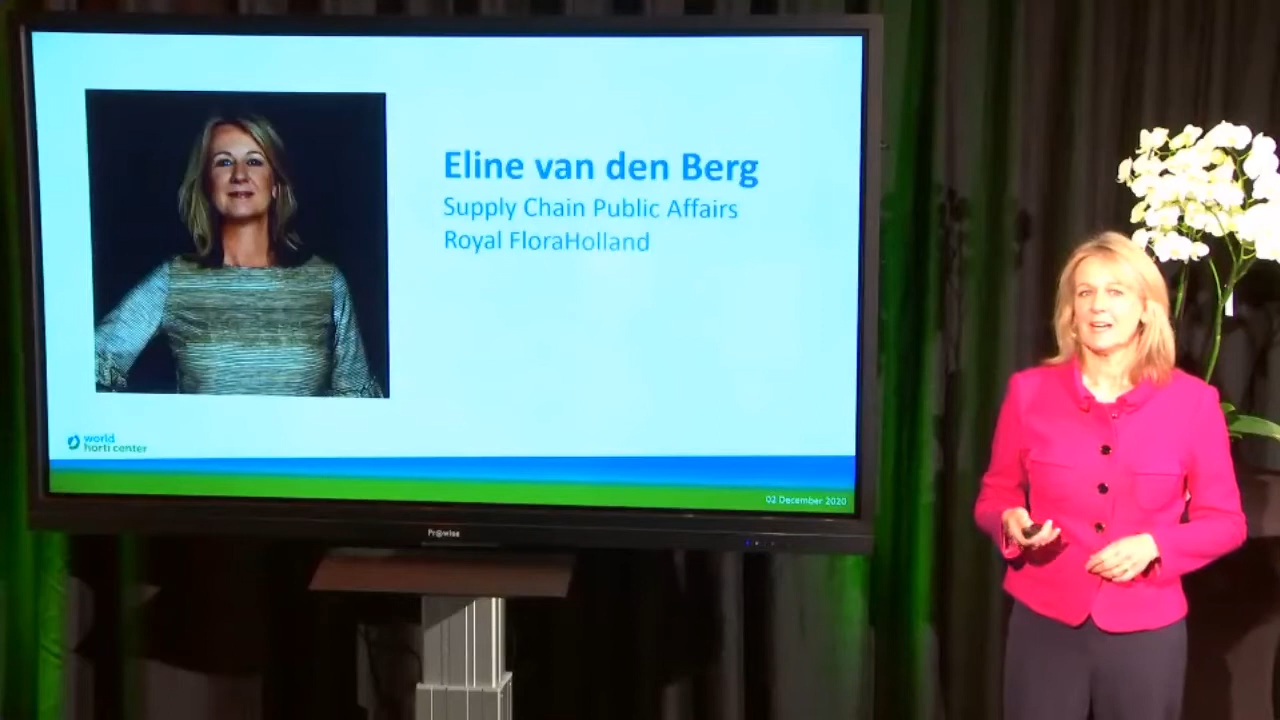 Eline van den Berg
Supply Chain Public Affairs
Royal FloraHolland
world
horti center
02 December 2020
Prowise